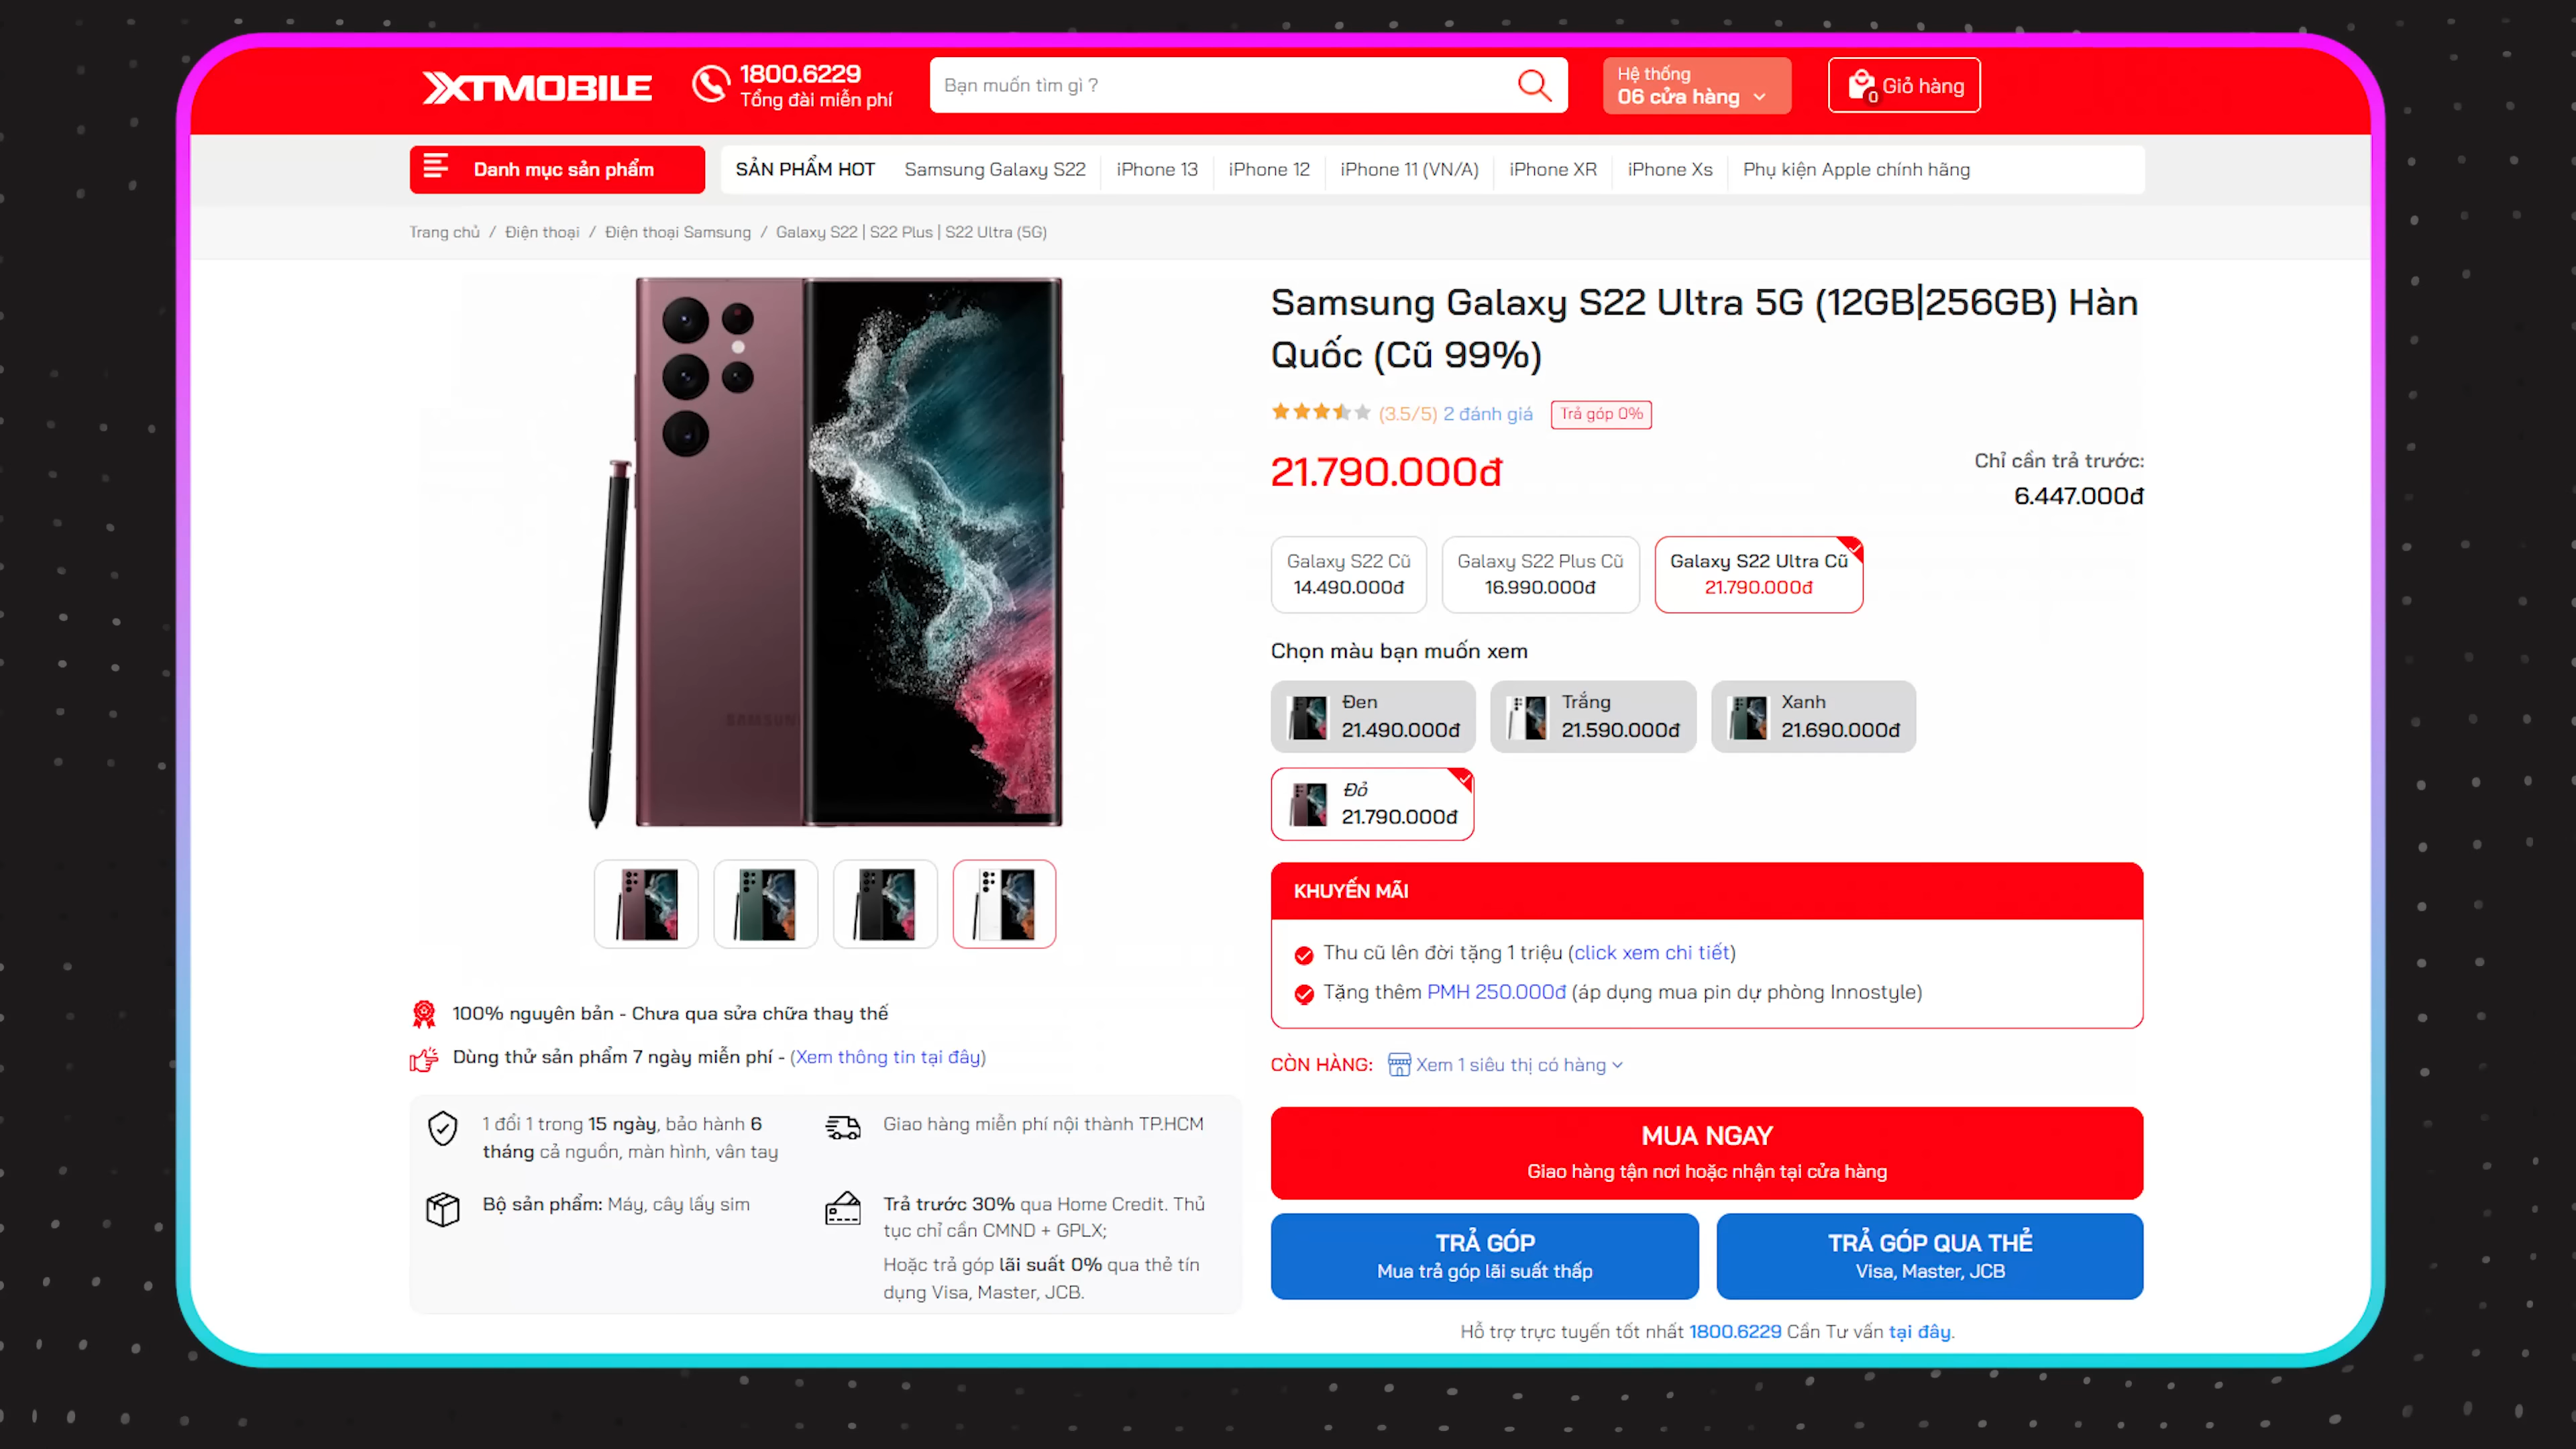 XTMOBILE
1800.6229
Tổng đài miễn phí
Bạn muốn tìm gì ?
Hệ thống
06 cửa hàng
0
Giỏ hàng
Danh mục sản phẩm
SẢN PHẨM HOT
Samsung Galaxy S22
iPhone 13
iPhone 12
iPhone 11 (VN/A)
iPhone XR
iPhone Xs
Phụ kiện Apple chính hãng
Trang chủ / Điện thoại / Điện thoại Samsung / Galaxy S22 | S22 Plus | S22 Ultra (5G)
SAMSUNG
Samsung Galaxy S22 Ultra 5G (12GB|256GB) Hàn
Quốc (Cũ 99%)
(3.5/5) 2 đánh giá
Trả góp 0%
21.790.000đ
Chỉ cần trả trước:
6.447.000đ
Galaxy S22 Cũ
14.490.000đ
Galaxy S22 Plus Cũ
16.990.000đ
Galaxy S22 Ultra Cũ
21.790.000đ
Chọn màu bạn muốn xem
Đen
21.490.000đ
Trắng
21.590.000đ
Xanh
21.690.000đ
Đỏ
21.790.000đ
KHUYẾN MÃI
Thu cũ lên đời tặng 1 triệu (click xem chi tiết)
Tặng thêm PMH 250.000đ (áp dụng mua pin dự phòng Innostyle)
CÒN HÀNG:
Xem 1 siêu thị có hàng
MUA NGAY
Giao hàng tận nơi hoặc nhận tại cửa hàng
TRẢ GÓP
Mua trả góp lãi suất thấp
TRẢ GÓP QUA THẺ
Visa, Master, JCB
Hỗ trợ trực tuyến tốt nhất 1800.6229 Cần Tư vấn tại đây.
100% nguyên bản - Chưa qua sửa chữa thay thế
Dùng thử sản phẩm 7 ngày miễn phí - (Xem thông tin tại đây)
1 đổi 1 trong 15 ngày, bảo hành 6
tháng cả nguồn, màn hình, vân tay
Giao hàng miễn phí nội thành TP.HCM
Bộ sản phẩm: Máy, cây lấy sim
Trả trước 30% qua Home Credit. Thủ
tục chỉ cần CMND + GPLX;
Hoặc trả góp lãi suất 0% qua thẻ tín
dụng Visa, Master, JCB.